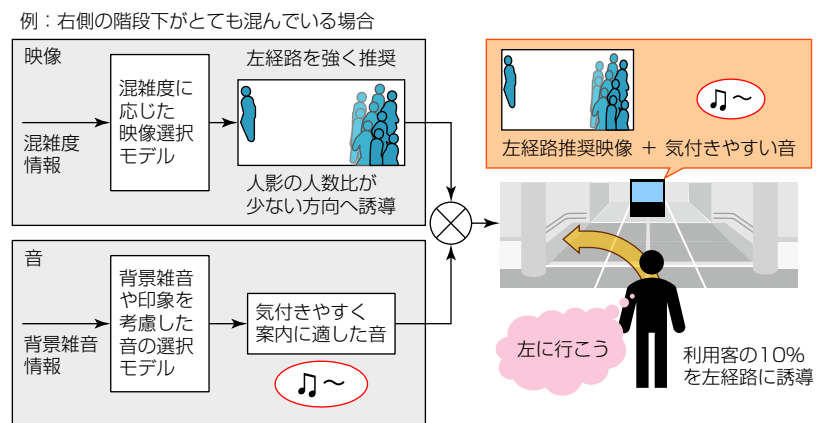 例：右側の階段下がとても混んでいる場合
映像
混雑度
情報
混雑度に
応じた
映像選択
モデル
左経路を強く推奨
人影の人数比が
少ない方向へ誘導
音
背景雑音
情報
背景雑音
や印象を
考慮した
音の選択
モデル
気付きやすく
案内に適した音
♫～
左経路推奨映像 ＋ 気付きやすい音
♫～
左に行こう
利用客の10%
を左経路に誘導